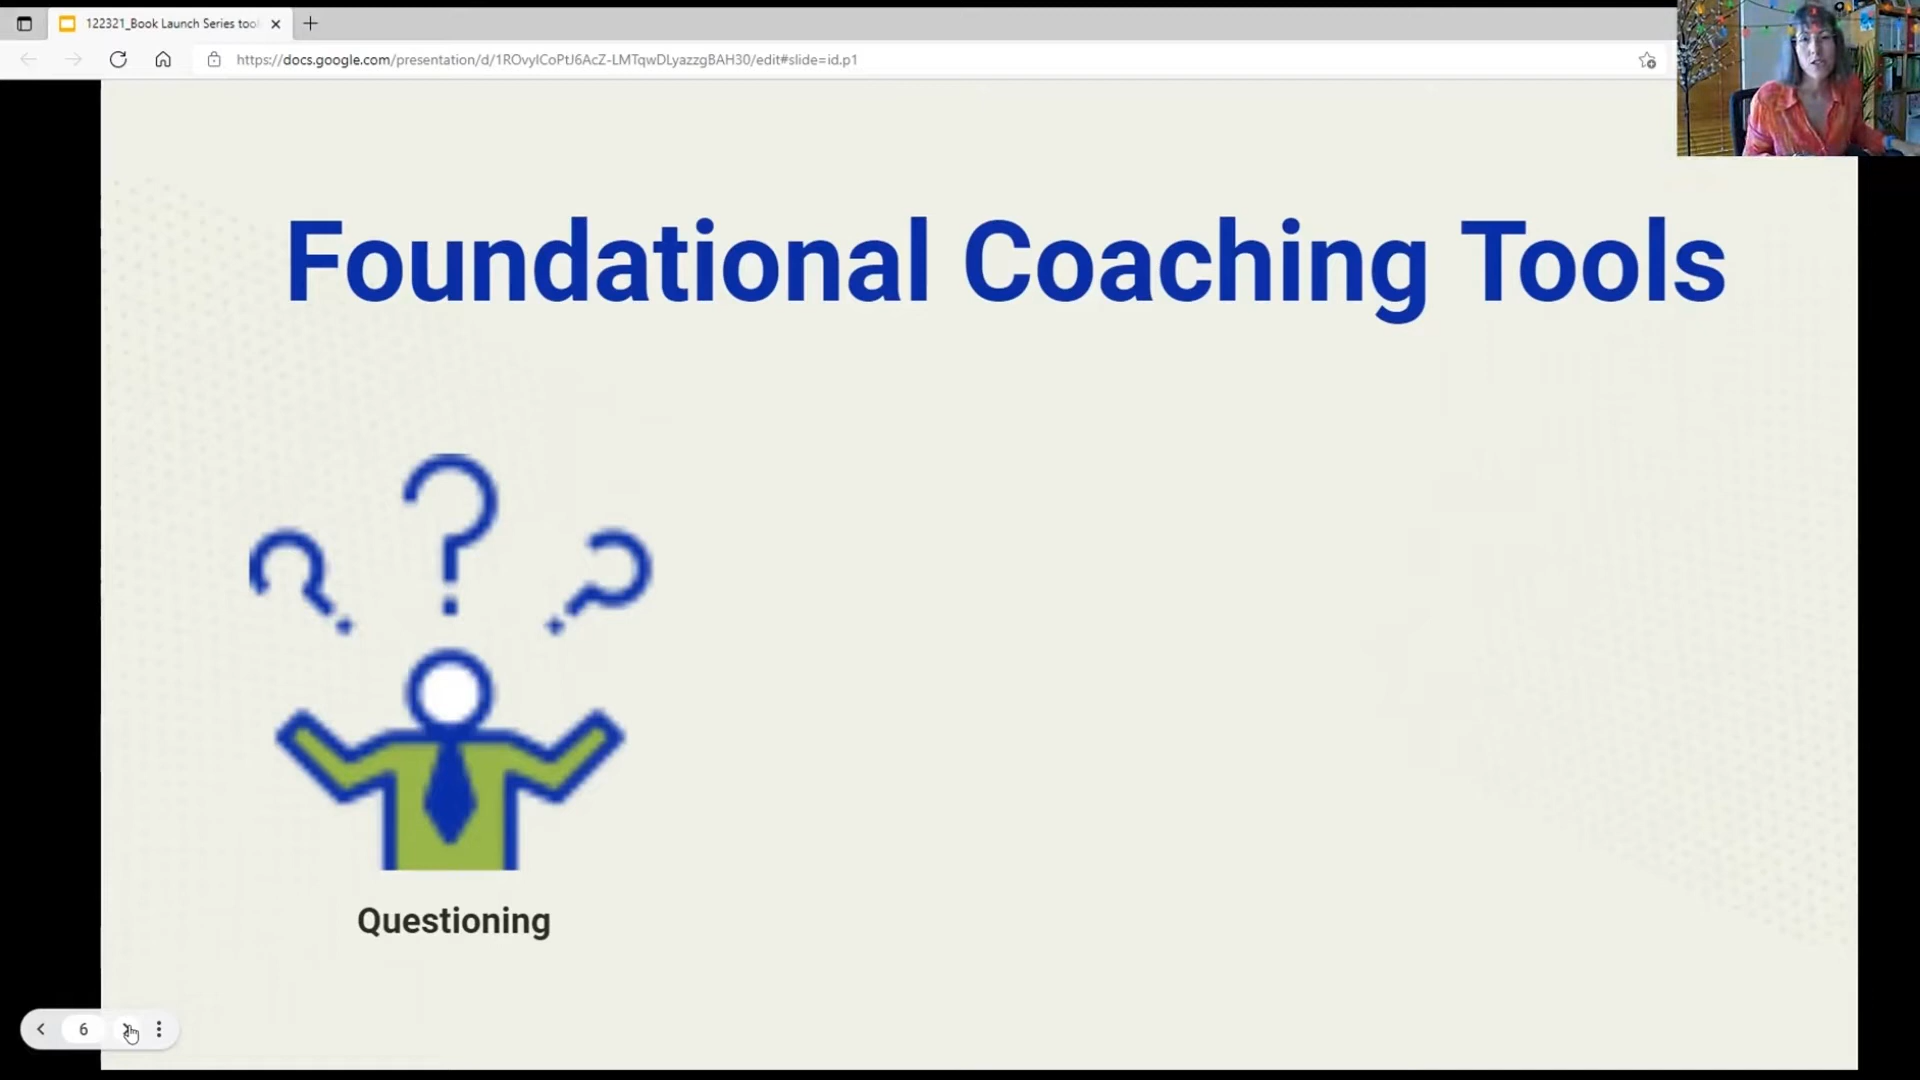 122321_Book Launch Series too
https://docs.google.com/presentation/d/1ROvyICoPtJ6AcZ-LMTqwDLyazzgBAH30/edit#slide=id.p1
Foundational Coaching Tools
? ? ?
Questioning
6